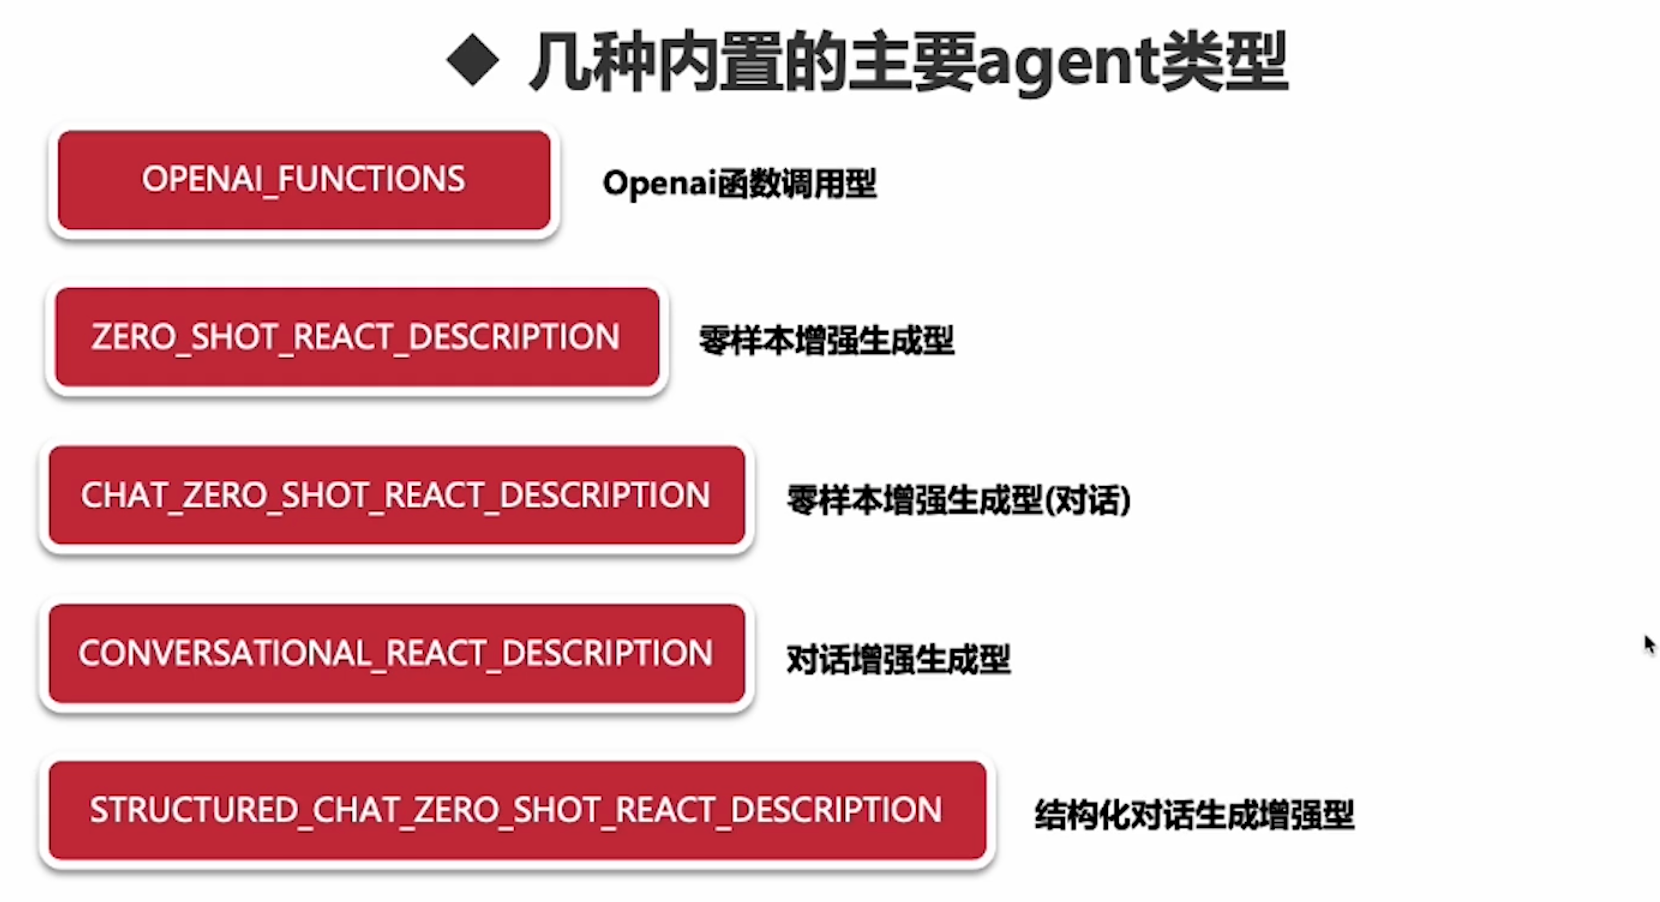 ◆ 几种内置的主要agent类型
OPENAI_FUNCTIONS Openai函数调用型
ZERO_SHOT_REACT_DESCRIPTION 零样本增强生成型
CHAT_ZERO_SHOT_REACT_DESCRIPTION 零样本增强生成型(对话)
CONVERSATIONAL_REACT_DESCRIPTION 对话增强生成型
STRUCTURED_CHAT_ZERO_SHOT_REACT_DESCRIPTION 结构化对话生成增强型